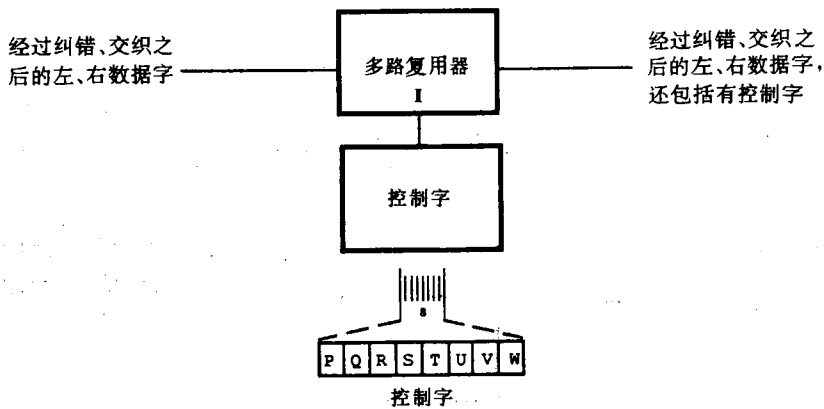 经过纠错、交织之
后的左、右数据字
多路复用器
I
经过纠错、交织之
后的左、右数据字，
还包括有控制字
控制字
8
P Q R S T U V W
控制字